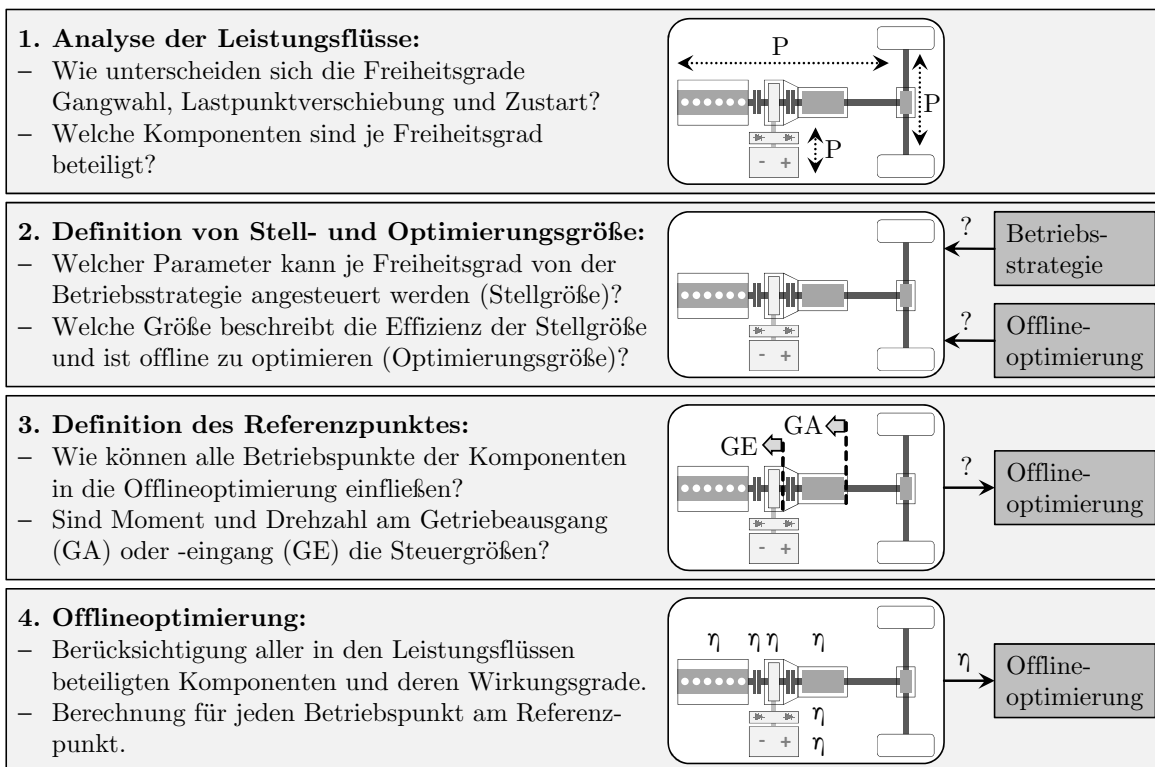 1. Analyse der Leistungsflüsse:
– Wie unterscheiden sich die Freiheitsgrade
Gangwahl, Lastpunktverschiebung und Zustart?
– Welche Komponenten sind je Freiheitsgrad
beteiligt?
P
P
P
- +
2. Definition von Stell- und Optimierungsgröße:
– Welcher Parameter kann je Freiheitsgrad von der
Betriebsstrategie angesteuert werden (Stellgröße)?
– Welche Größe beschreibt die Effizienz der Stellgröße
und ist offline zu optimieren (Optimierungsgröße)?
- +
?
Betriebs-
strategie
?
Offline-
optimierung
3. Definition des Referenzpunktes:
– Wie können alle Betriebspunkte der Komponenten
in die Offlineoptimierung einfließen?
– Sind Moment und Drehzahl am Getriebeausgang
(GA) oder -eingang (GE) die Steuergrößen?
GA
GE
- +
?
Offline-
optimierung
4. Offlineoptimierung:
– Berücksichtigung aller in den Leistungsflüssen
beteiligten Komponenten und deren Wirkungsgrade.
– Berechnung für jeden Betriebspunkt am Referenz-
punkt.
η η η η
η
- + η
η
Offline-
optimierung